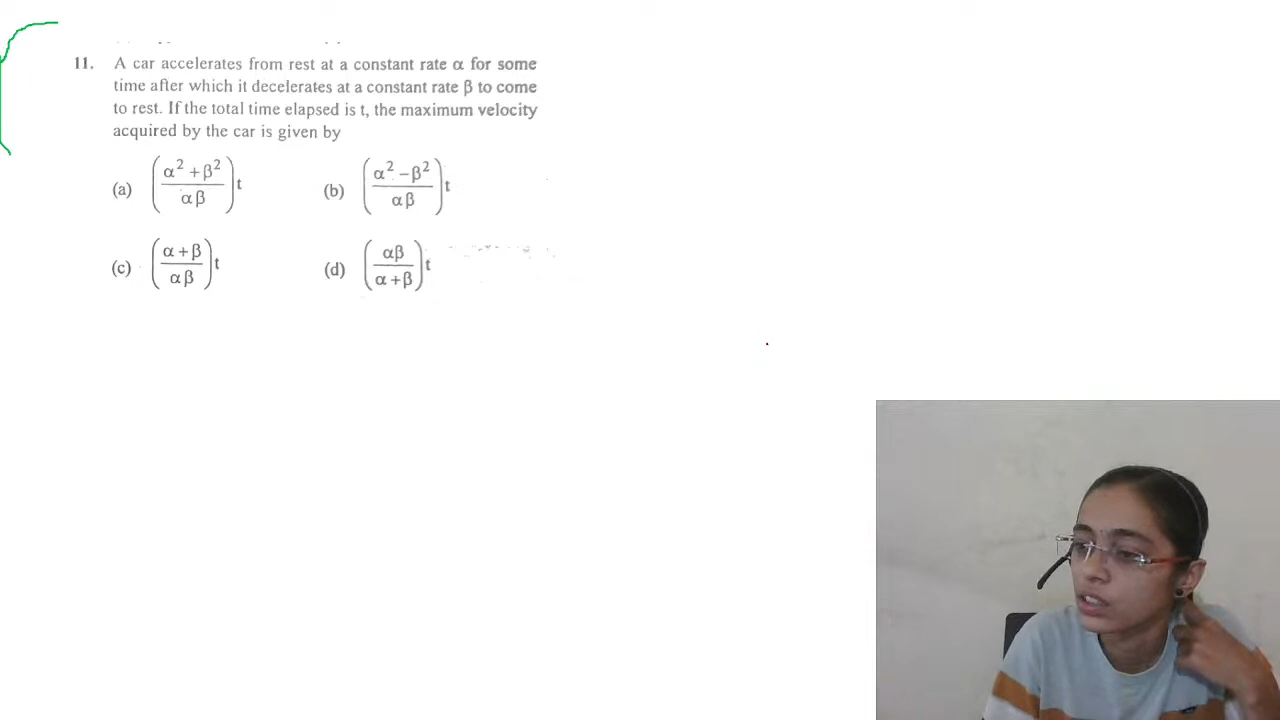 11. A car accelerates from rest at a constant rate α for some
time after which it decelerates at a constant rate β to come
to rest. If the total time elapsed is t, the maximum velocity
acquired by the car is given by
(a) ((α² + β²)/(αβ)) t (b) ((α² − β²)/(αβ)) t
(c) ((α + β)/(αβ)) t (d) ((αβ)/(α + β)) t